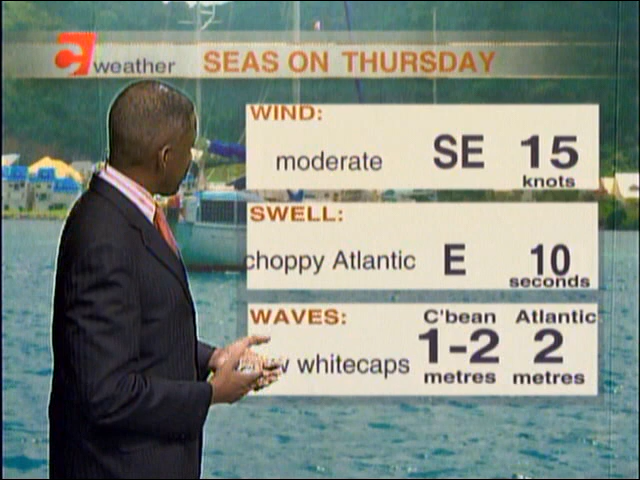 weather SEAS ON THURSDAY
WIND:
moderate SE 15
knots
SWELL:
choppy Atlantic E 10
seconds
WAVES: C'bean Atlantic
whitecaps 1-2 2
metres metres